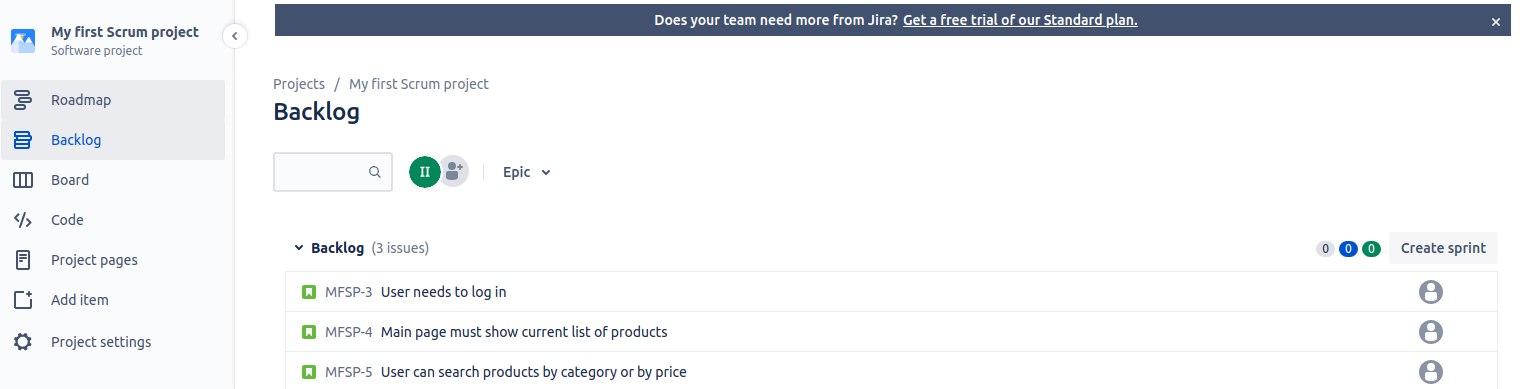 My first Scrum project
Software project
Roadmap
Backlog
Board
Code
Project pages
Add item
Project settings
Does your team need more from Jira? Get a free trial of our Standard plan.
Projects / My first Scrum project
Backlog
II
Epic
Backlog (3 issues)
0 0 0 Create sprint
MFSP-3 User needs to log in
MFSP-4 Main page must show current list of products
MFSP-5 User can search products by category or by price